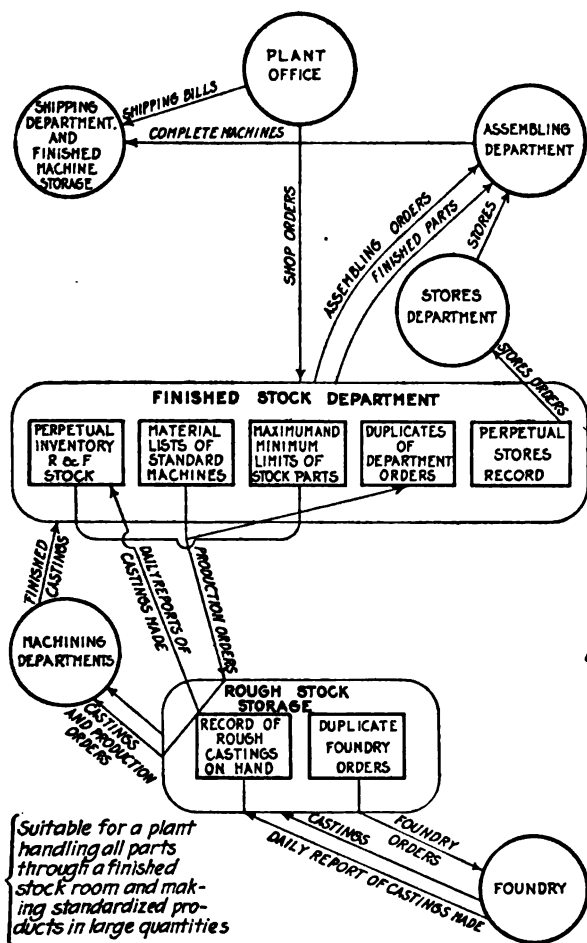 PLANT
OFFICE
SHIPPING BILLS
SHIPPING
DEPARTMENT,
AND
FINISHED
MACHINE
STORAGE
COMPLETE MACHINES
ASSEMBLING
DEPARTMENT
SHOP ORDERS
ASSEMBLING ORDERS
FINISHED PARTS
STORES
STORES
DEPARTMENT
STORES ORDERS
FINISHED STOCK DEPARTMENT
PERPETUAL
INVENTORY
R & F
STOCK
MATERIAL
LISTS OF
STANDARD
MACHINES
MAXIMUM AND
MINIMUM
LIMITS OF
STOCK PARTS
DUPLICATES
OF
DEPARTMENT
ORDERS
PERPETUAL
STORES
RECORD
FINISHED
CASTINGS
DAILY REPORTS OF
CASTINGS MADE
PRODUCTION ORDERS
MACHINING
DEPARTMENTS
CASTINGS
AND PRODUCTION
ORDERS
ROUGH STOCK
STORAGE
RECORD OF
ROUGH
CASTINGS
ON HAND
DUPLICATE
FOUNDRY
ORDERS
FOUNDRY
ORDERS
CASTINGS
DAILY REPORT OF CASTINGS MADE
FOUNDRY
Suitable for a plant
handling all parts
through a finished
stock room and mak-
ing standardized pro-
ducts in large quantities